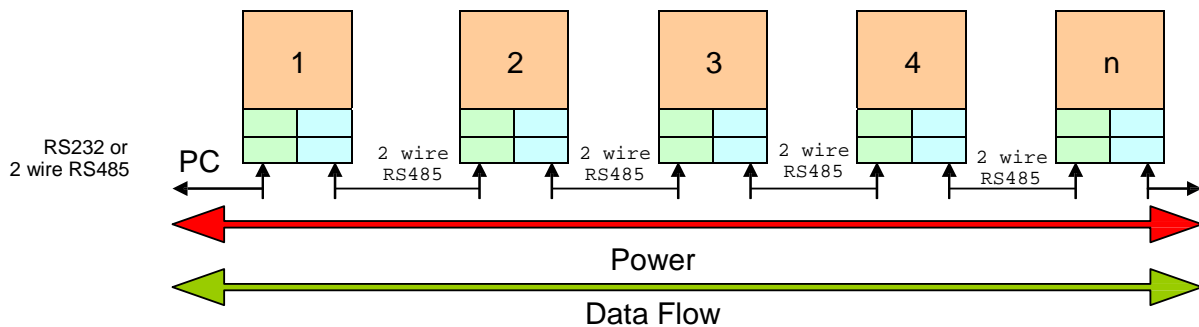 1
2
3
4
n
RS232 or
2 wire RS485
PC
2 wire
RS485
2 wire
RS485
2 wire
RS485
2 wire
RS485
Power
Data Flow